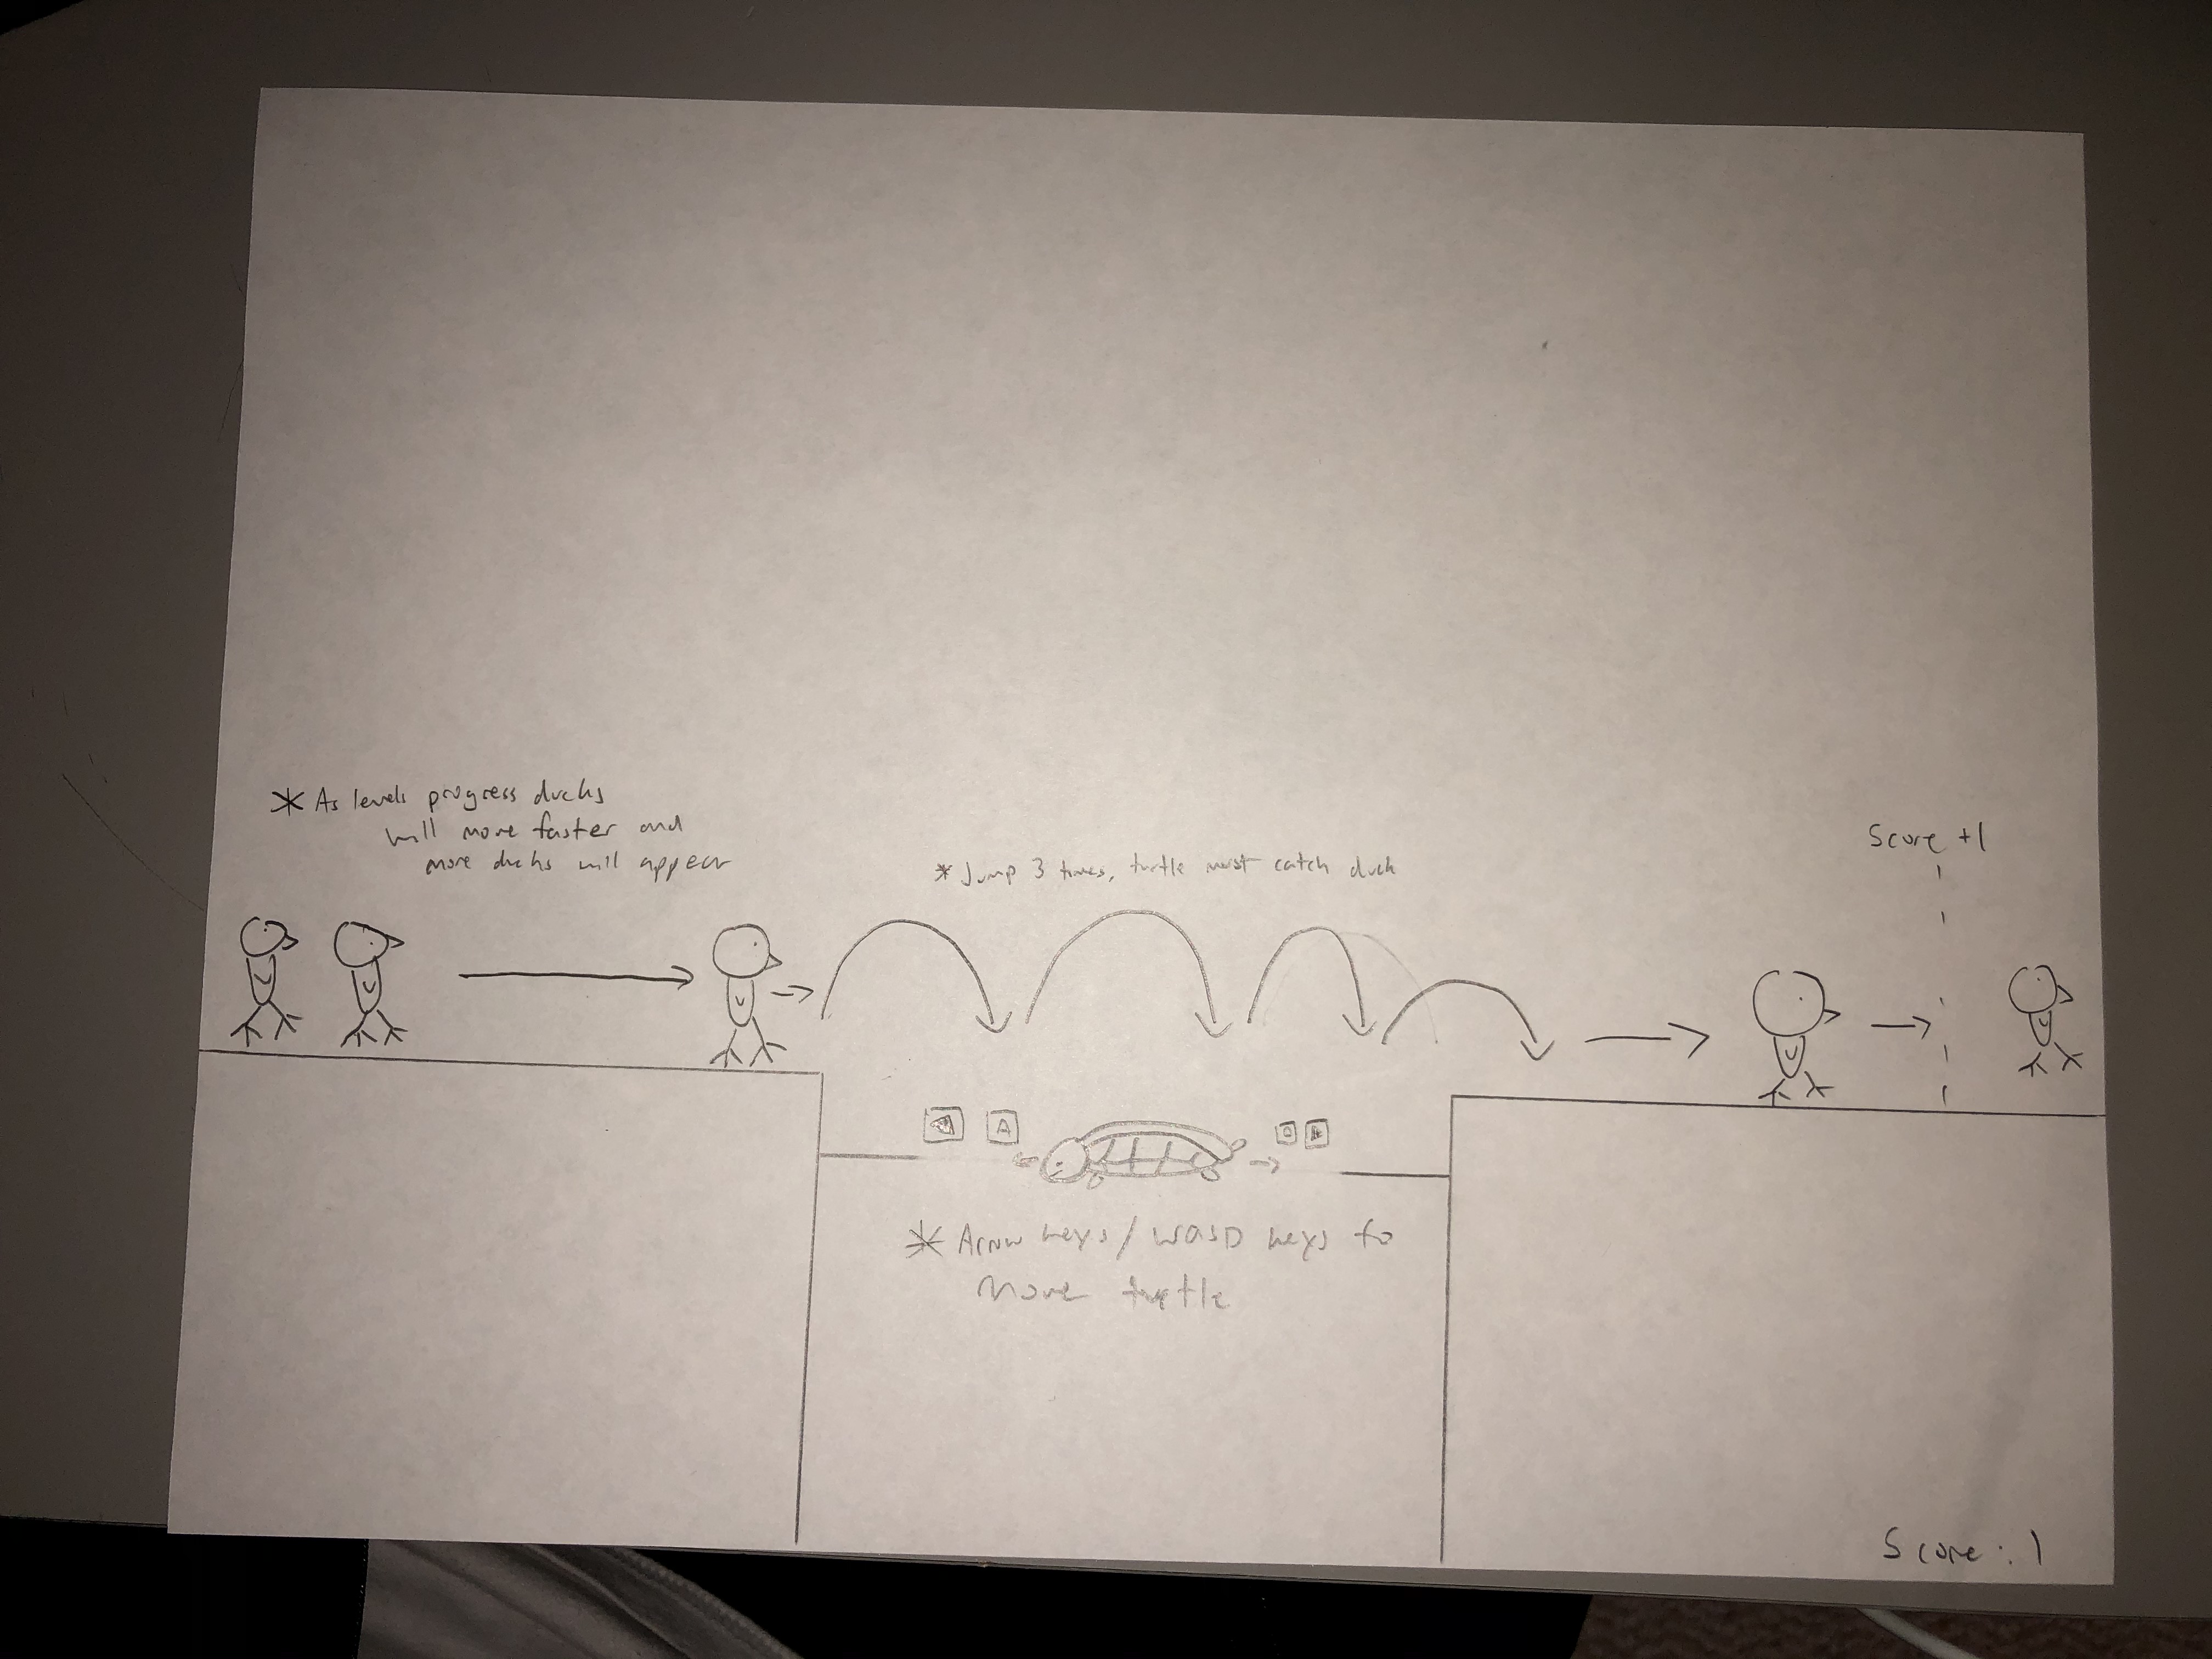 * As levels progress ducks
will move faster and
more ducks will appear
* Jump 3 times, turtle must catch duck
Score +1
A
D
* Arrow keys / WASD keys to
move turtle
Score : 1